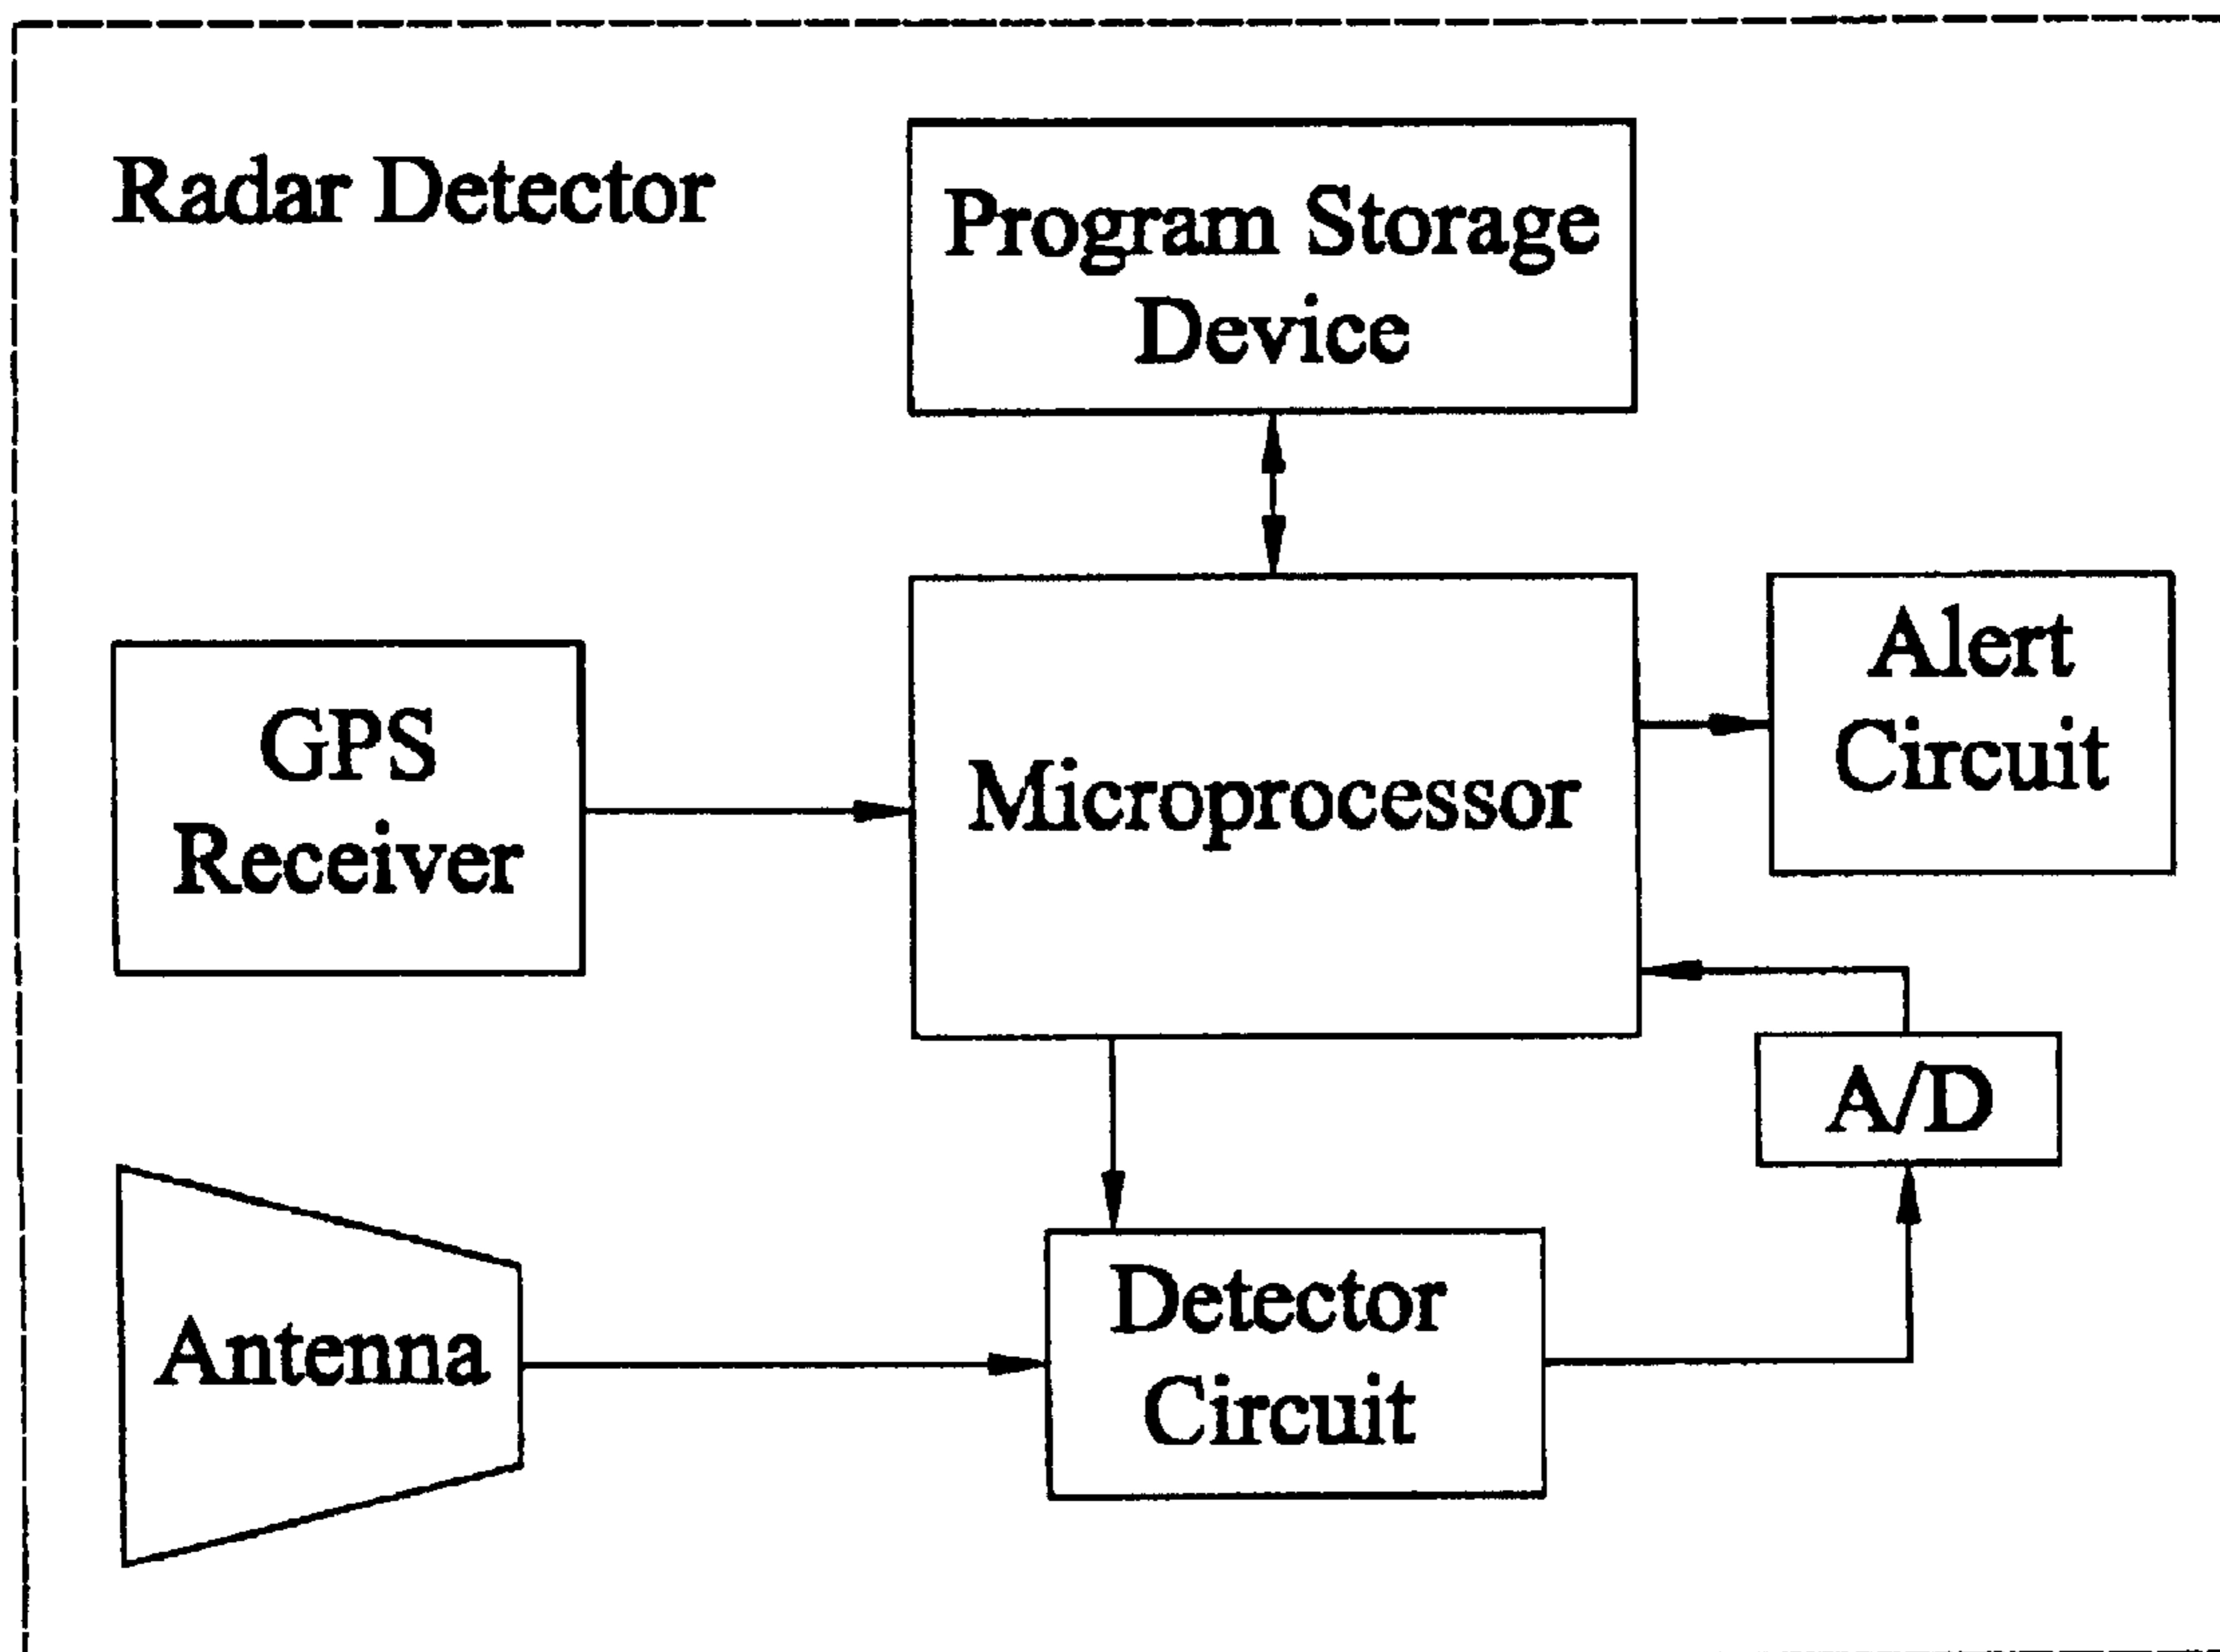 Radar Detector
Program Storage
Device
GPS
Receiver
Microprocessor
Alert
Circuit
A/D
Antenna
Detector
Circuit